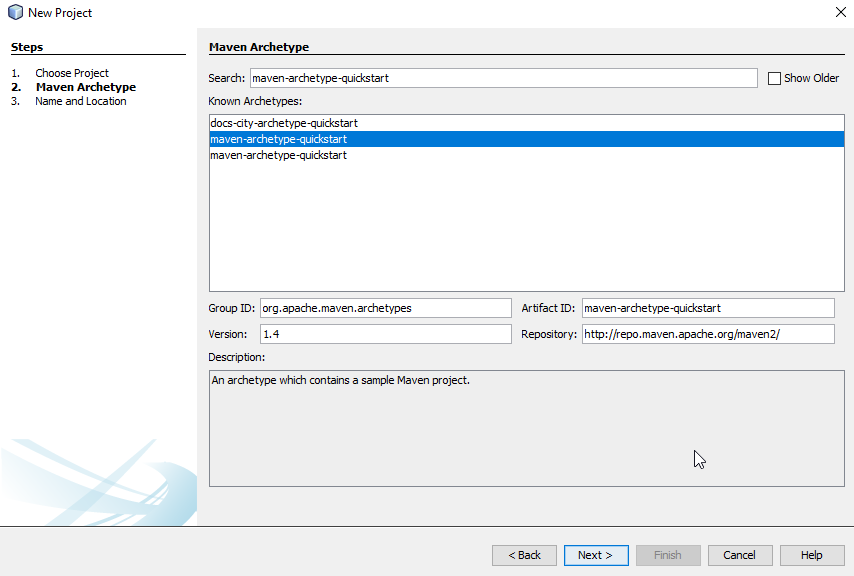 New Project
Steps
1. Choose Project
2. Maven Archetype
3. Name and Location
Maven Archetype
Search: maven-archetype-quickstart Show Older
Known Archetypes:
docs-city-archetype-quickstart
maven-archetype-quickstart
maven-archetype-quickstart
Group ID: org.apache.maven.archetypes Artifact ID: maven-archetype-quickstart
Version: 1.4 Repository: http://repo.maven.apache.org/maven2/
Description:
An archetype which contains a sample Maven project.
< Back Next > Finish Cancel Help